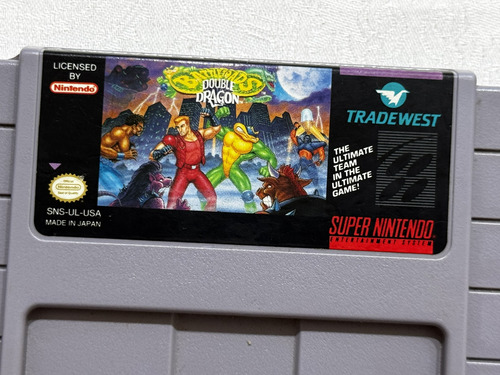 LICENSED
BY
Nintendo
BATTLETOADS
DOUBLE
DRAGON™
SNS-UL-USA
MADE IN JAPAN
TRADEWEST
THE
ULTIMATE
TEAM
IN THE
ULTIMATE
GAME!
SUPER NINTENDO
ENTERTAINMENT SYSTEM